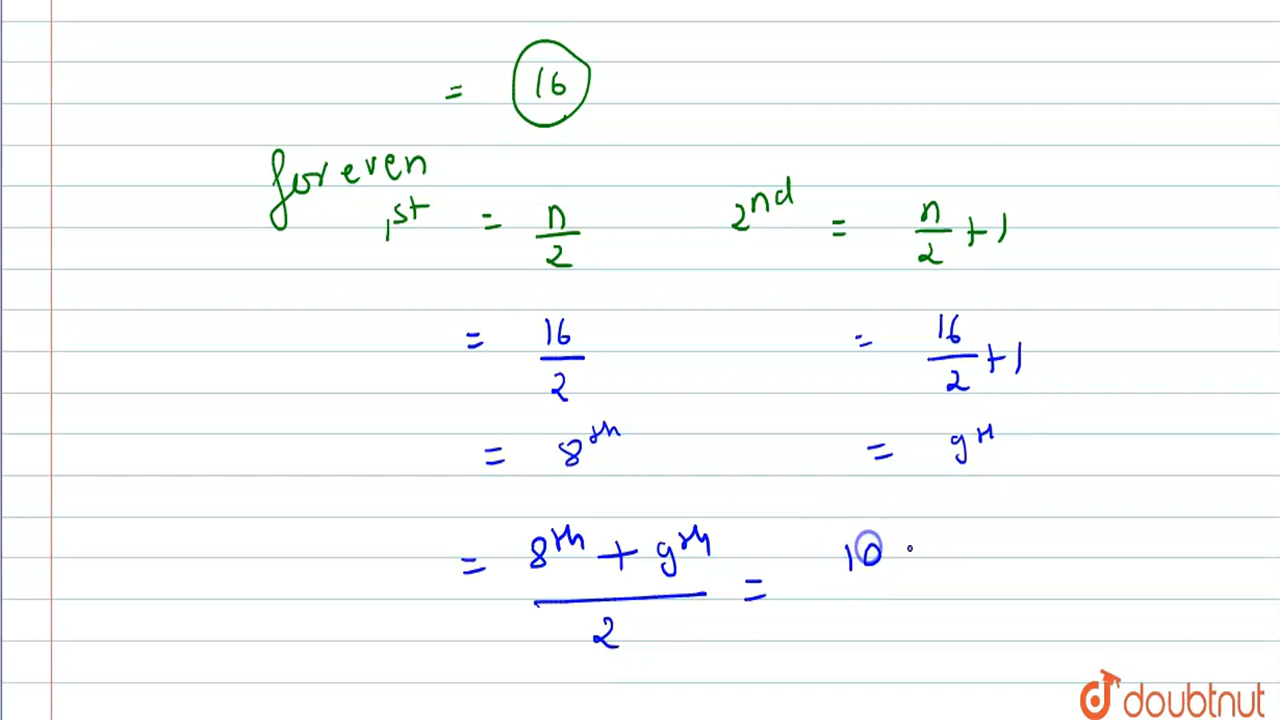 = 16
for even
1st = n/2 2nd = n/2 + 1
= 16/2 = 16/2 + 1
= 8th = 9th
= 8th + 9th / 2 = 10
doubtnut